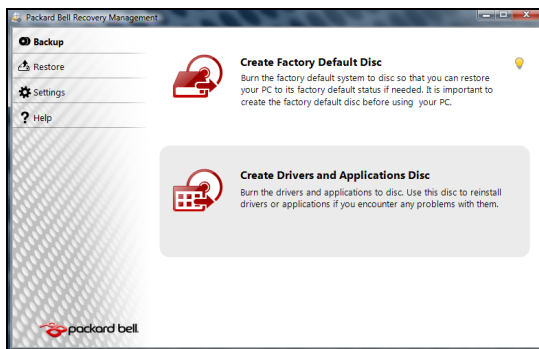 Packard Bell Recovery Management
Backup
Restore
Settings
? Help
Create Factory Default Disc
Burn the factory default system to disc so that you can restore
your PC to its factory default status if needed. It is important to
create the factory default disc before using your PC.
Create Drivers and Applications Disc
Burn the drivers and applications to disc. Use this disc to reinstall
drivers or applications if you encounter any problems with them.
packard bell.